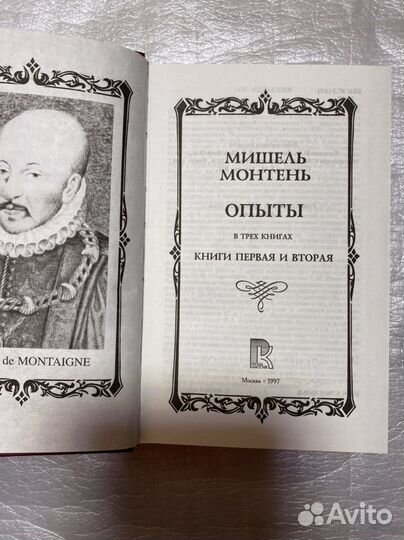 de MONTAIGNE
МИШЕЛЬ
МОНТЕНЬ
ОПЫТЫ
В ТРЕХ КНИГАХ
КНИГИ ПЕРВАЯ И ВТОРАЯ
Москва • 1997
Avito